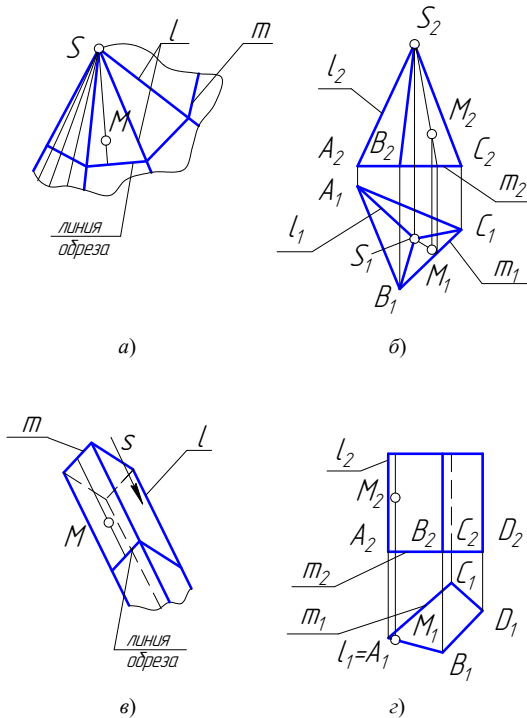 S
l
m
M
линия
обреза
а)
S₂
l₂
M₂
A₂
B₂
C₂
m₂
A₁
l₁
C₁
S₁
M₁
m₁
B₁
б)
m
S
l
M
линия
обреза
в)
l₂
M₂
A₂
B₂
C₂
D₂
m₂
C₁
m₁
M₁
D₁
l₁=A₁
B₁
г)